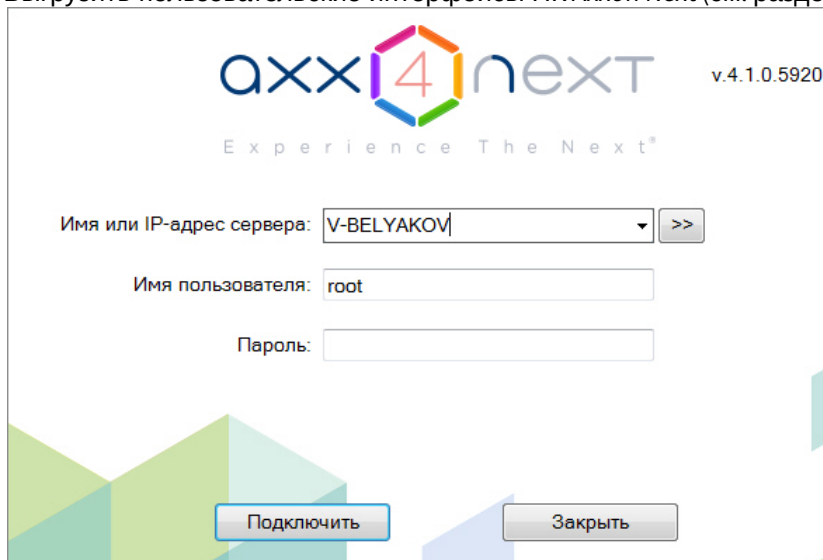 axx4next
v.4.1.0.5920
Experience The Next®
Имя или IP-адрес сервера: V-BELYAKOV >>
Имя пользователя: root
Пароль:
Подключить Закрыть